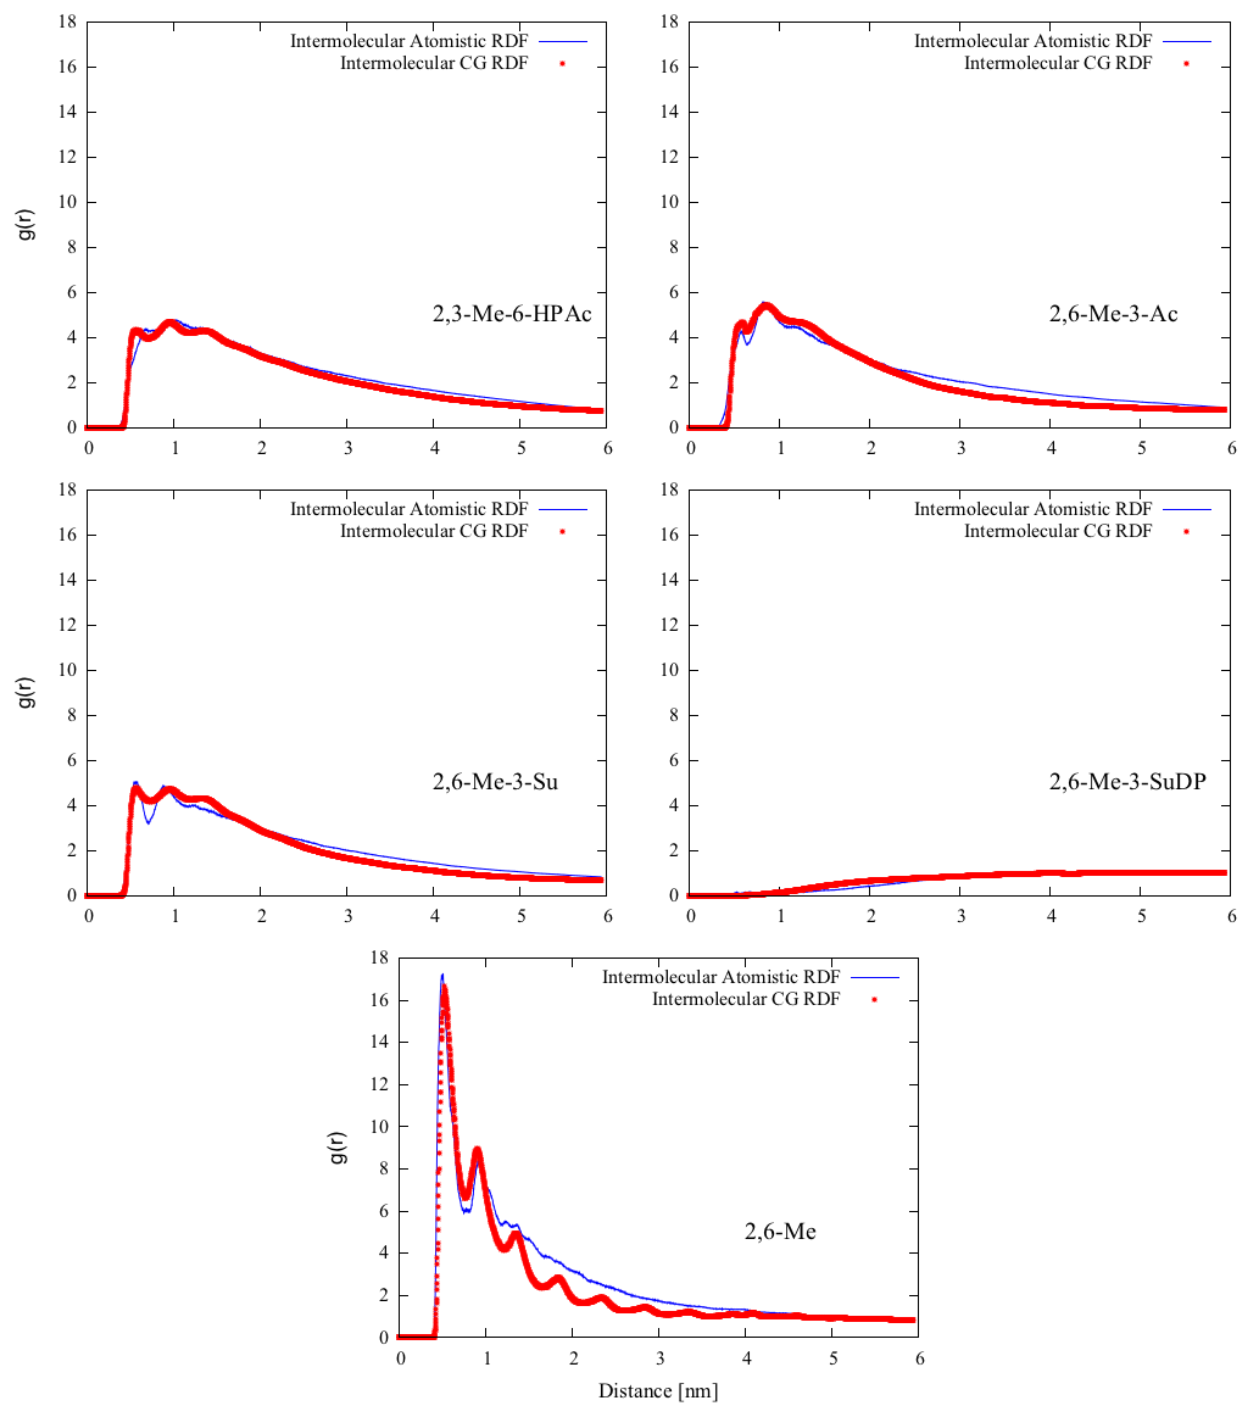 18
16
14
12
10
8
6
4
2
0
g(r)
Intermolecular Atomistic RDF
Intermolecular CG RDF
2,3-Me-6-HPAc
0 1 2 3 4 5 6
18
16
14
12
10
8
6
4
2
0
Intermolecular Atomistic RDF
Intermolecular CG RDF
2,6-Me-3-Ac
0 1 2 3 4 5 6
18
16
14
12
10
8
6
4
2
0
g(r)
Intermolecular Atomistic RDF
Intermolecular CG RDF
2,6-Me-3-Su
0 1 2 3 4 5 6
18
16
14
12
10
8
6
4
2
0
Intermolecular Atomistic RDF
Intermolecular CG RDF
2,6-Me-3-SuDP
0 1 2 3 4 5 6
18
16
14
12
10
8
6
4
2
0
g(r)
Intermolecular Atomistic RDF
Intermolecular CG RDF
2,6-Me
0 1 2 3 4 5 6
Distance [nm]